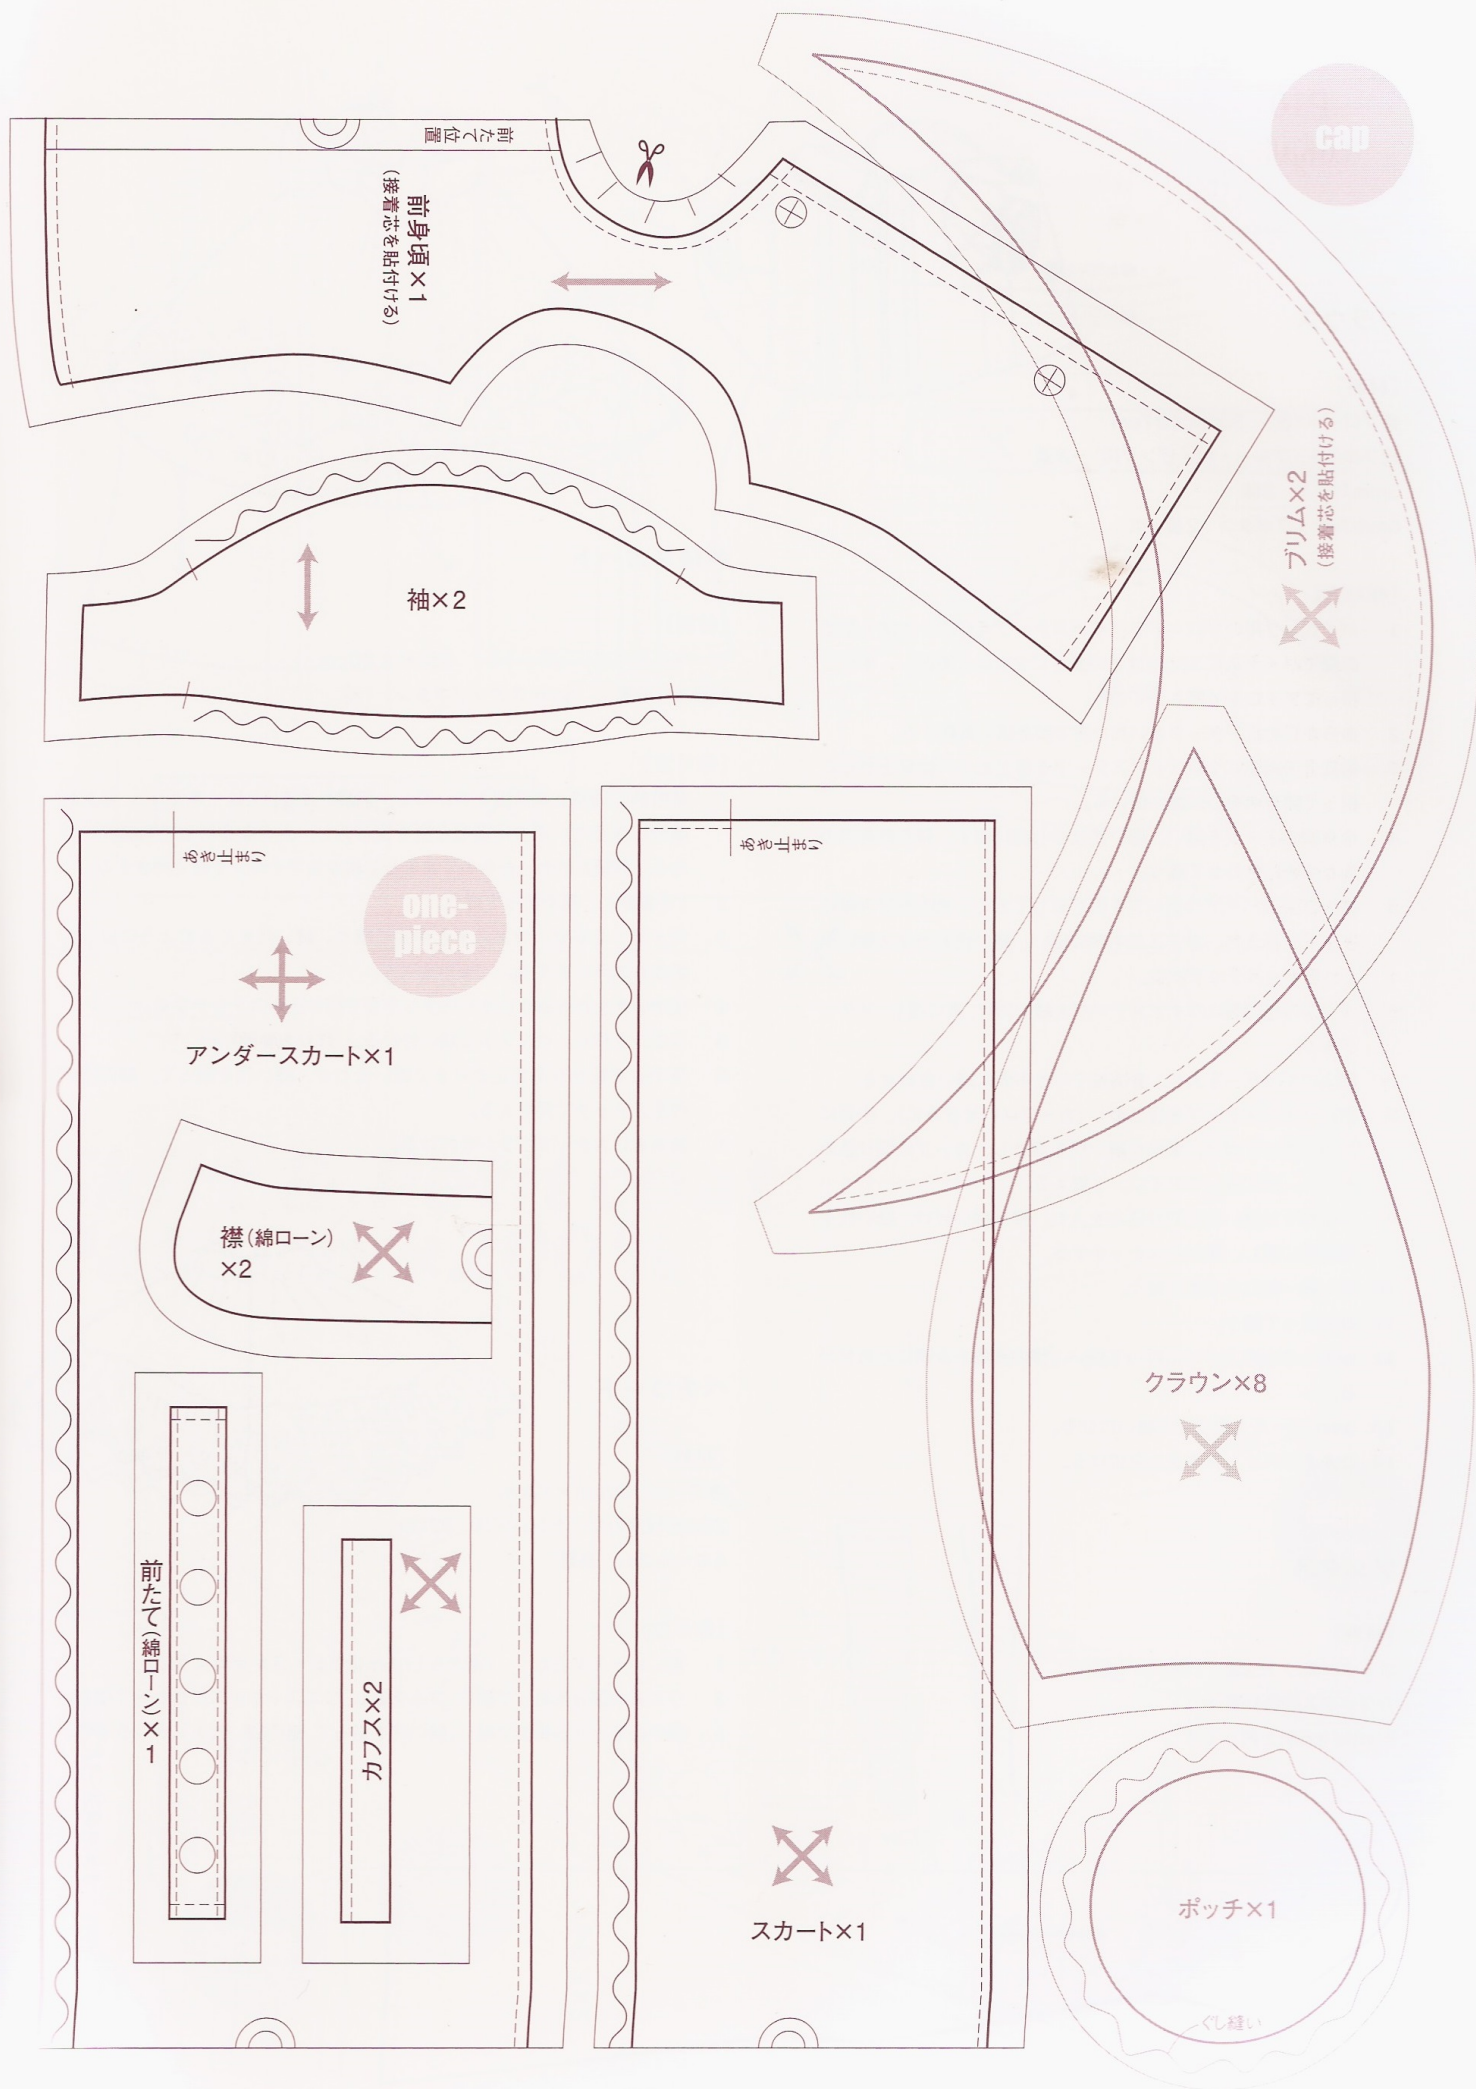 cap
前たて位置
前身頃×1
(接着芯を貼付ける)
ブリム×2
(接着芯を貼付ける)
袖×2
あき止まり
あき止まり
one-
piece
アンダースカート×1
襟(綿ローン)
×2
クラウン×8
前たて(綿ローン)×1
カフス×2
スカート×1
ポッチ×1
ぐし縫い